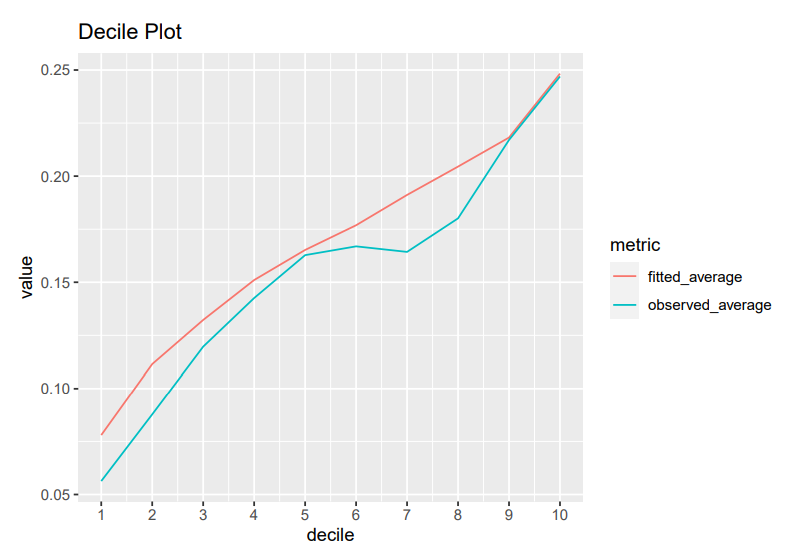 Decile Plot
0.25
0.20
0.15
0.10
0.05
value
1 2 3 4 5 6 7 8 9 10
decile
metric
fitted_average
observed_average